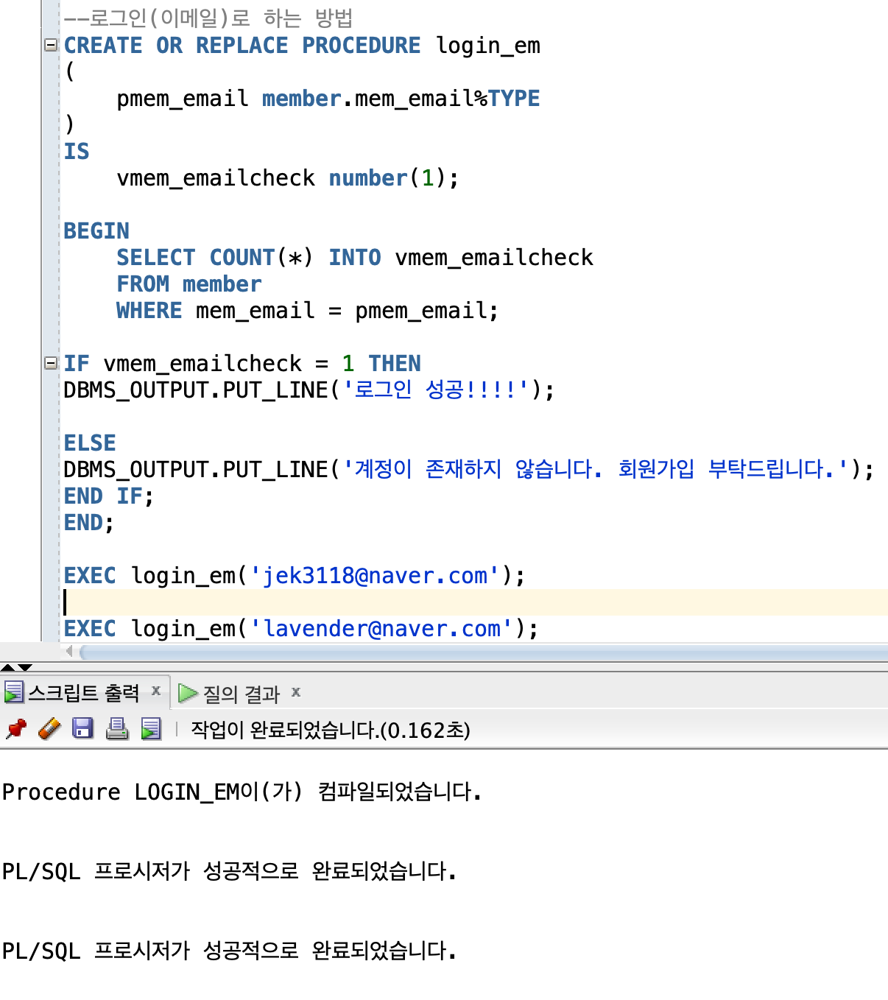 --로그인(이메일)로 하는 방법
CREATE OR REPLACE PROCEDURE login_em
(
    pmem_email member.mem_email%TYPE
)
IS
    vmem_emailcheck number(1);
BEGIN
    SELECT COUNT(*) INTO vmem_emailcheck
    FROM member
    WHERE mem_email = pmem_email;
IF vmem_emailcheck = 1 THEN
DBMS_OUTPUT.PUT_LINE('로그인 성공!!!!');
ELSE
DBMS_OUTPUT.PUT_LINE('계정이 존재하지 않습니다. 회원가입 부탁드립니다.');
END IF;
END;
EXEC login_em('jek3118@naver.com');
EXEC login_em('lavender@naver.com');
스크립트 출력 x 질의 결과 x
작업이 완료되었습니다.(0.162초)
Procedure LOGIN_EM이(가) 컴파일되었습니다.
PL/SQL 프로시저가 성공적으로 완료되었습니다.
PL/SQL 프로시저가 성공적으로 완료되었습니다.